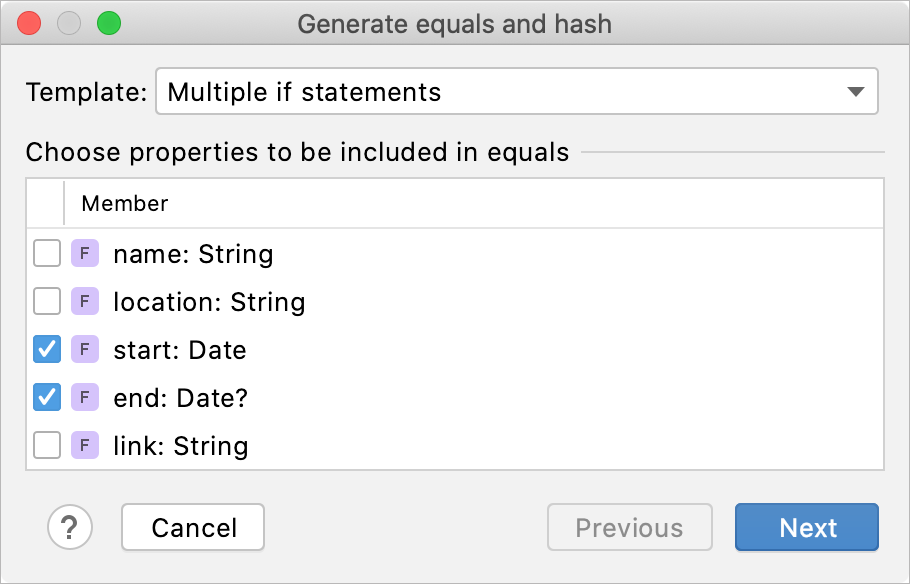 Generate equals and hash
Template: Multiple if statements
Choose properties to be included in equals
Member
F name: String
F location: String
F start: Date
F end: Date?
F link: String
? Cancel Previous Next